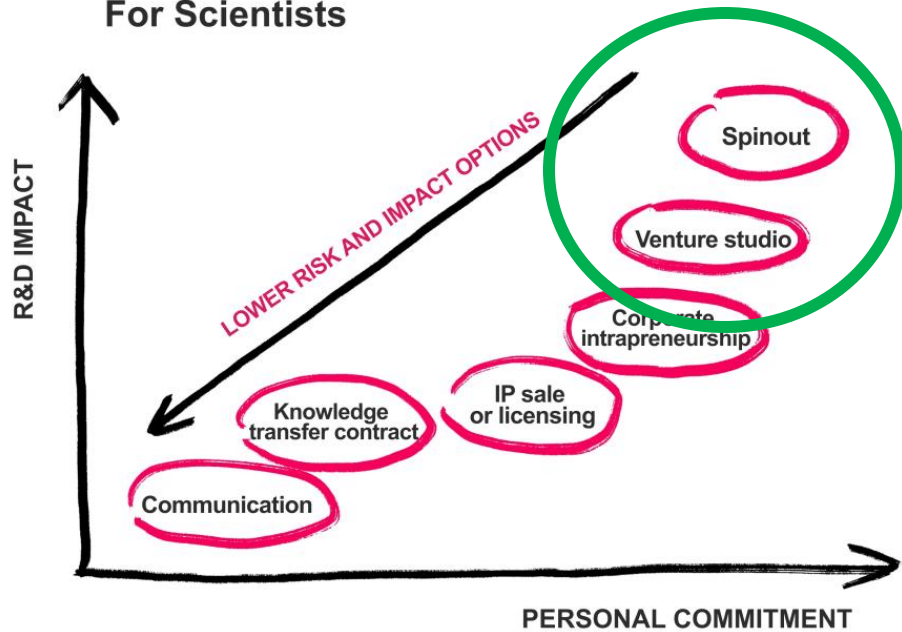 For Scientists
R&D IMPACT
LOWER RISK AND IMPACT OPTIONS
Spinout
Venture studio
Corporate
intrapreneurship
IP sale
or licensing
Knowledge
transfer contract
Communication
PERSONAL COMMITMENT